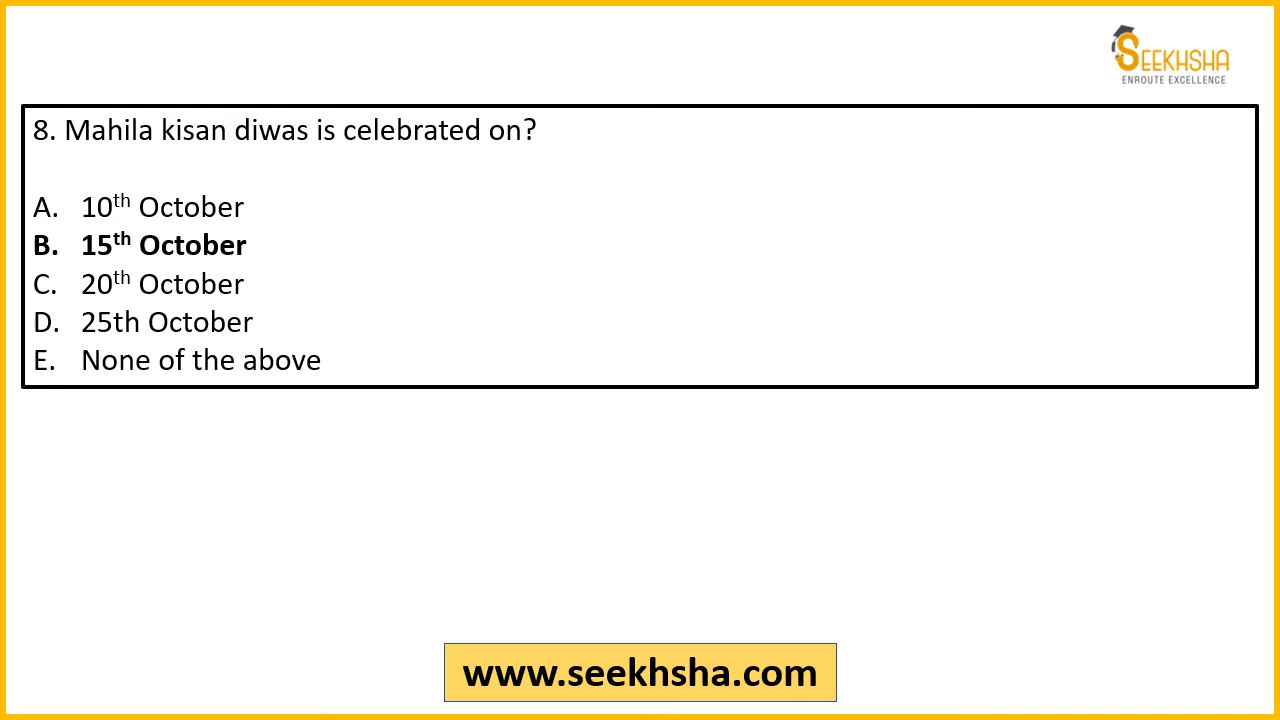 SEEKHSHA
ENROUTE EXCELLENCE
8. Mahila kisan diwas is celebrated on?
A. 10th October
B. 15th October
C. 20th October
D. 25th October
E. None of the above
www.seekhsha.com